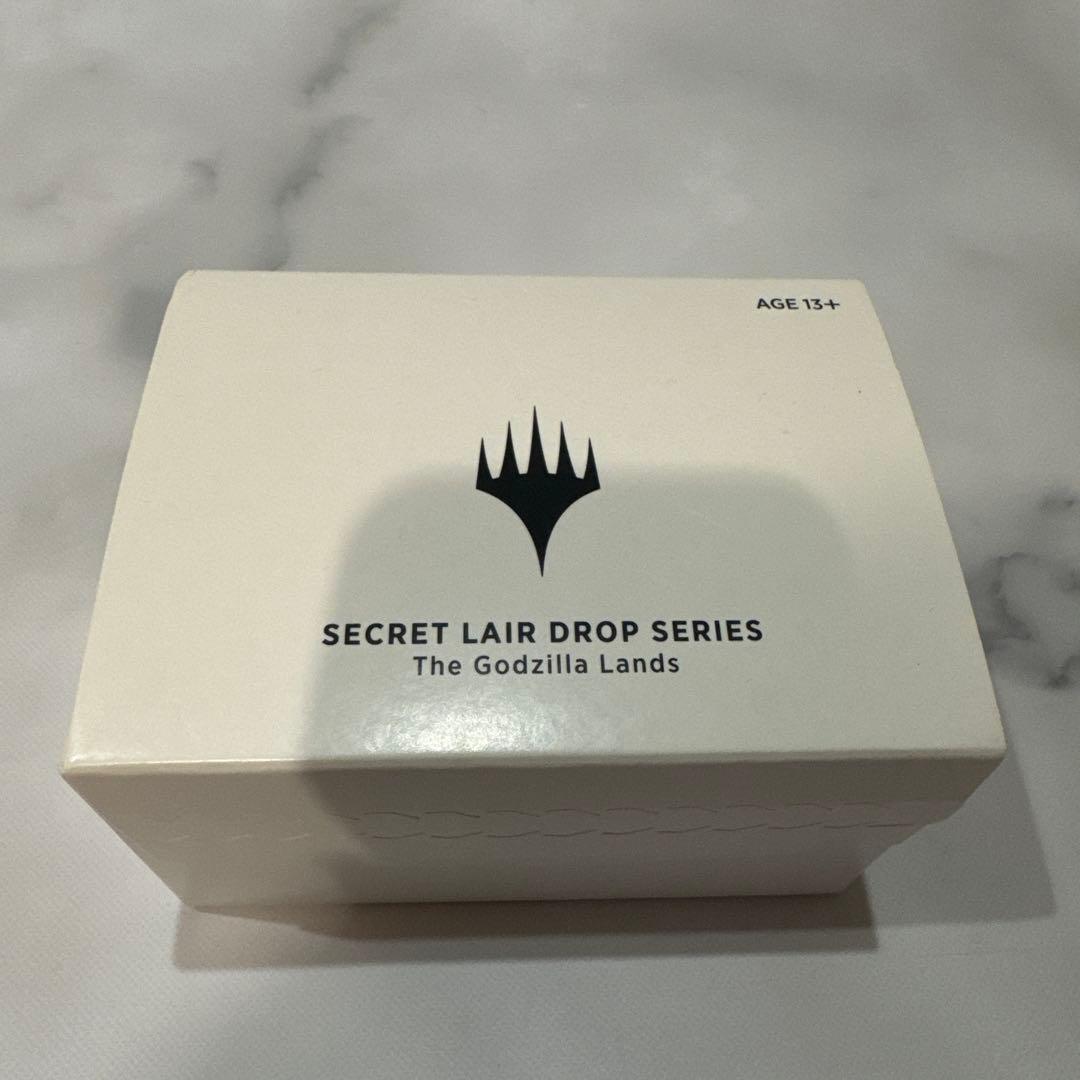 AGE 13+
SECRET LAIR DROP SERIES
The Godzilla Lands